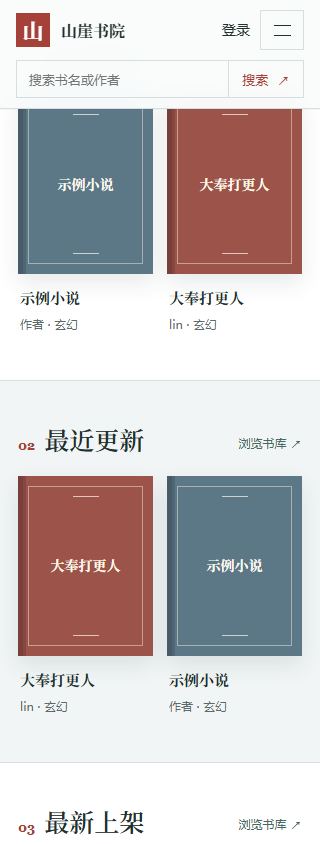 山 山崖书院 登录
搜索书名或作者 搜索 ↗
示例小说 大奉打更人
示例小说 大奉打更人
作者 · 玄幻 lin · 玄幻
02 最近更新 浏览书库 ↗
大奉打更人 示例小说
大奉打更人 示例小说
lin · 玄幻 作者 · 玄幻
03 最新上架 浏览书库 ↗